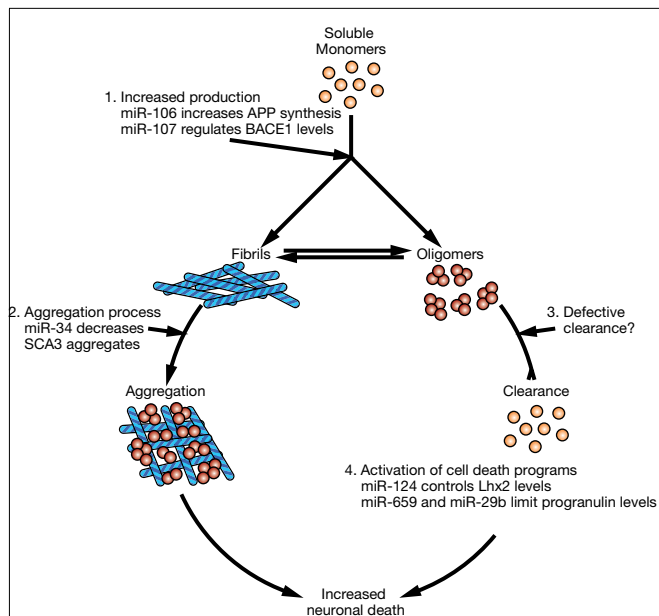 Soluble
Monomers
1. Increased production
miR-106 increases APP synthesis
miR-107 regulates BACE1 levels
Fibrils
Oligomers
2. Aggregation process
miR-34 decreases
SCA3 aggregates
3. Defective
clearance?
Aggregation
Clearance
4. Activation of cell death programs
miR-124 controls Lhx2 levels
miR-659 and miR-29b limit progranulin levels
Increased
neuronal death